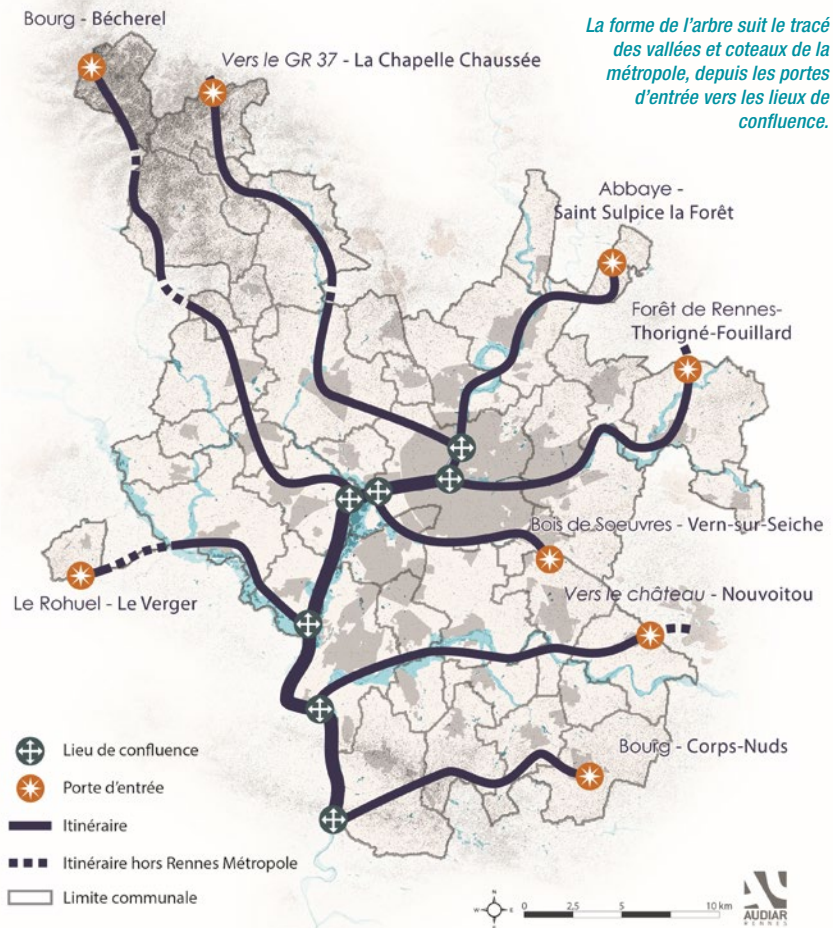 Bourg - Bécherel
Vers le GR 37 - La Chapelle Chaussée
La forme de l'arbre suit le tracé
des vallées et coteaux de la
métropole, depuis les portes
d'entrée vers les lieux de
confluence.
Abbaye -
Saint Sulpice la Forêt
Forêt de Rennes-
Thorigné-Fouillard
Bois de Soeuvres - Vern-sur-Seiche
Vers le château - Nouvoitou
Le Rohuel - Le Verger
Bourg - Corps-Nuds
Lieu de confluence
Porte d'entrée
Itinéraire
Itinéraire hors Rennes Métropole
Limite communale
N
W
E
0 2,5 5 10 km
AUDIAR
RENNES